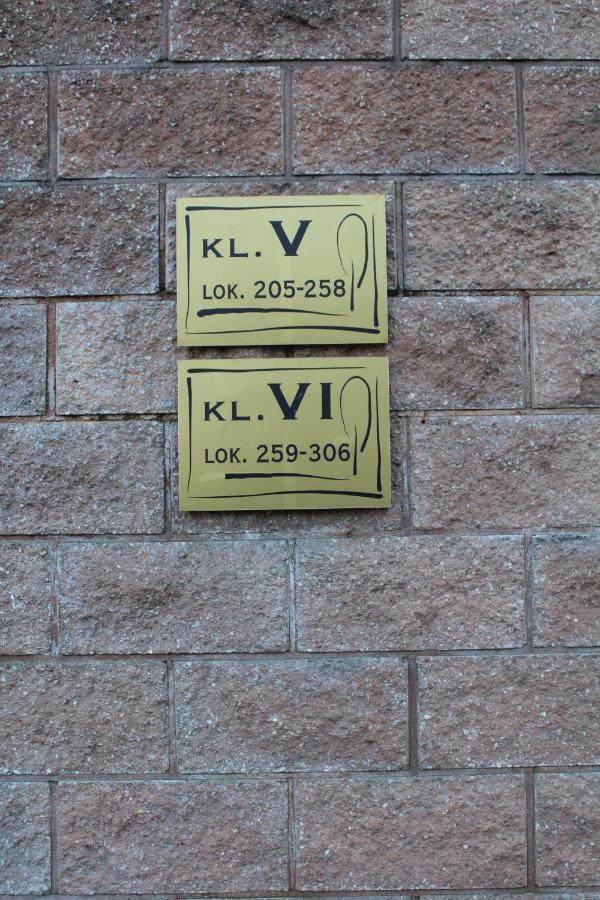 KL. V
LOK. 205-258
KL. VI
LOK. 259-306